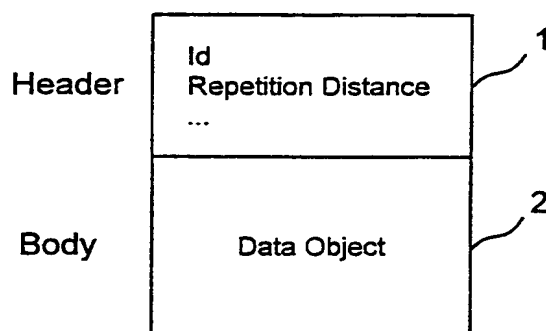 Id
1
Header
Repetition Distance
...
2
Body
Data Object